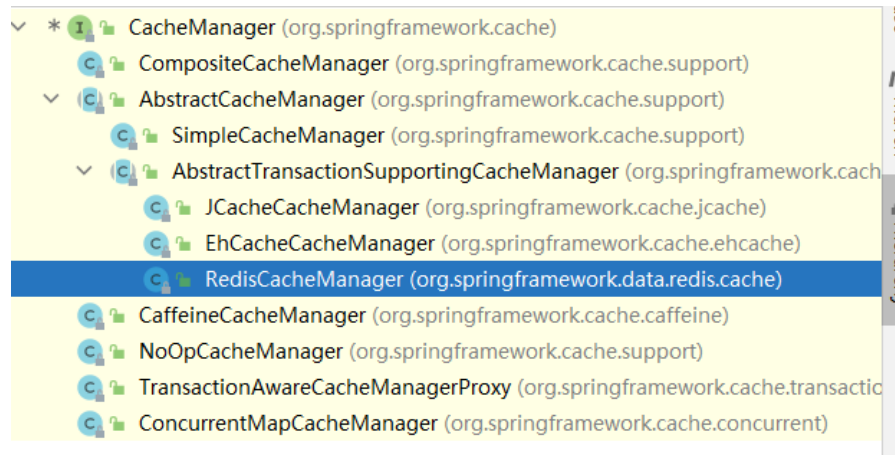 * I CacheManager (org.springframework.cache)
C CompositeCacheManager (org.springframework.cache.support)
C AbstractCacheManager (org.springframework.cache.support)
C SimpleCacheManager (org.springframework.cache.support)
C AbstractTransactionSupportingCacheManager (org.springframework.cach
C JCacheCacheManager (org.springframework.cache.jcache)
C EhCacheCacheManager (org.springframework.cache.ehcache)
C RedisCacheManager (org.springframework.data.redis.cache)
C CaffeineCacheManager (org.springframework.cache.caffeine)
C NoOpCacheManager (org.springframework.cache.support)
C TransactionAwareCacheManagerProxy (org.springframework.cache.transactio
C ConcurrentMapCacheManager (org.springframework.cache.concurrent)